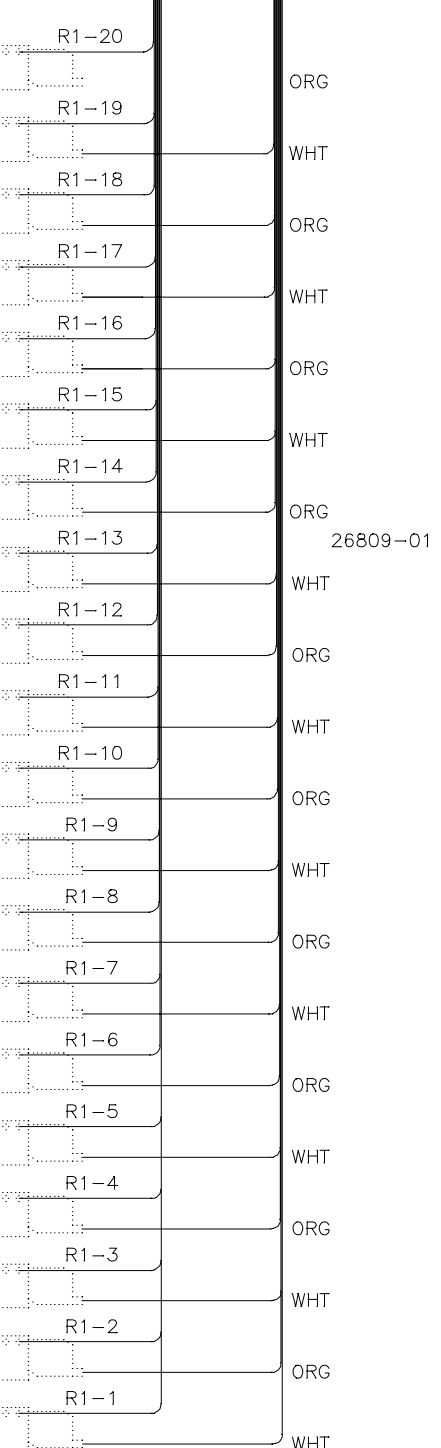 R1-20
ORG
R1-19
WHT
R1-18
ORG
R1-17
WHT
R1-16
ORG
R1-15
WHT
R1-14
ORG
R1-13
26809-01
WHT
R1-12
ORG
R1-11
WHT
R1-10
ORG
R1-9
WHT
R1-8
ORG
R1-7
WHT
R1-6
ORG
R1-5
WHT
R1-4
ORG
R1-3
WHT
R1-2
ORG
R1-1
WHT